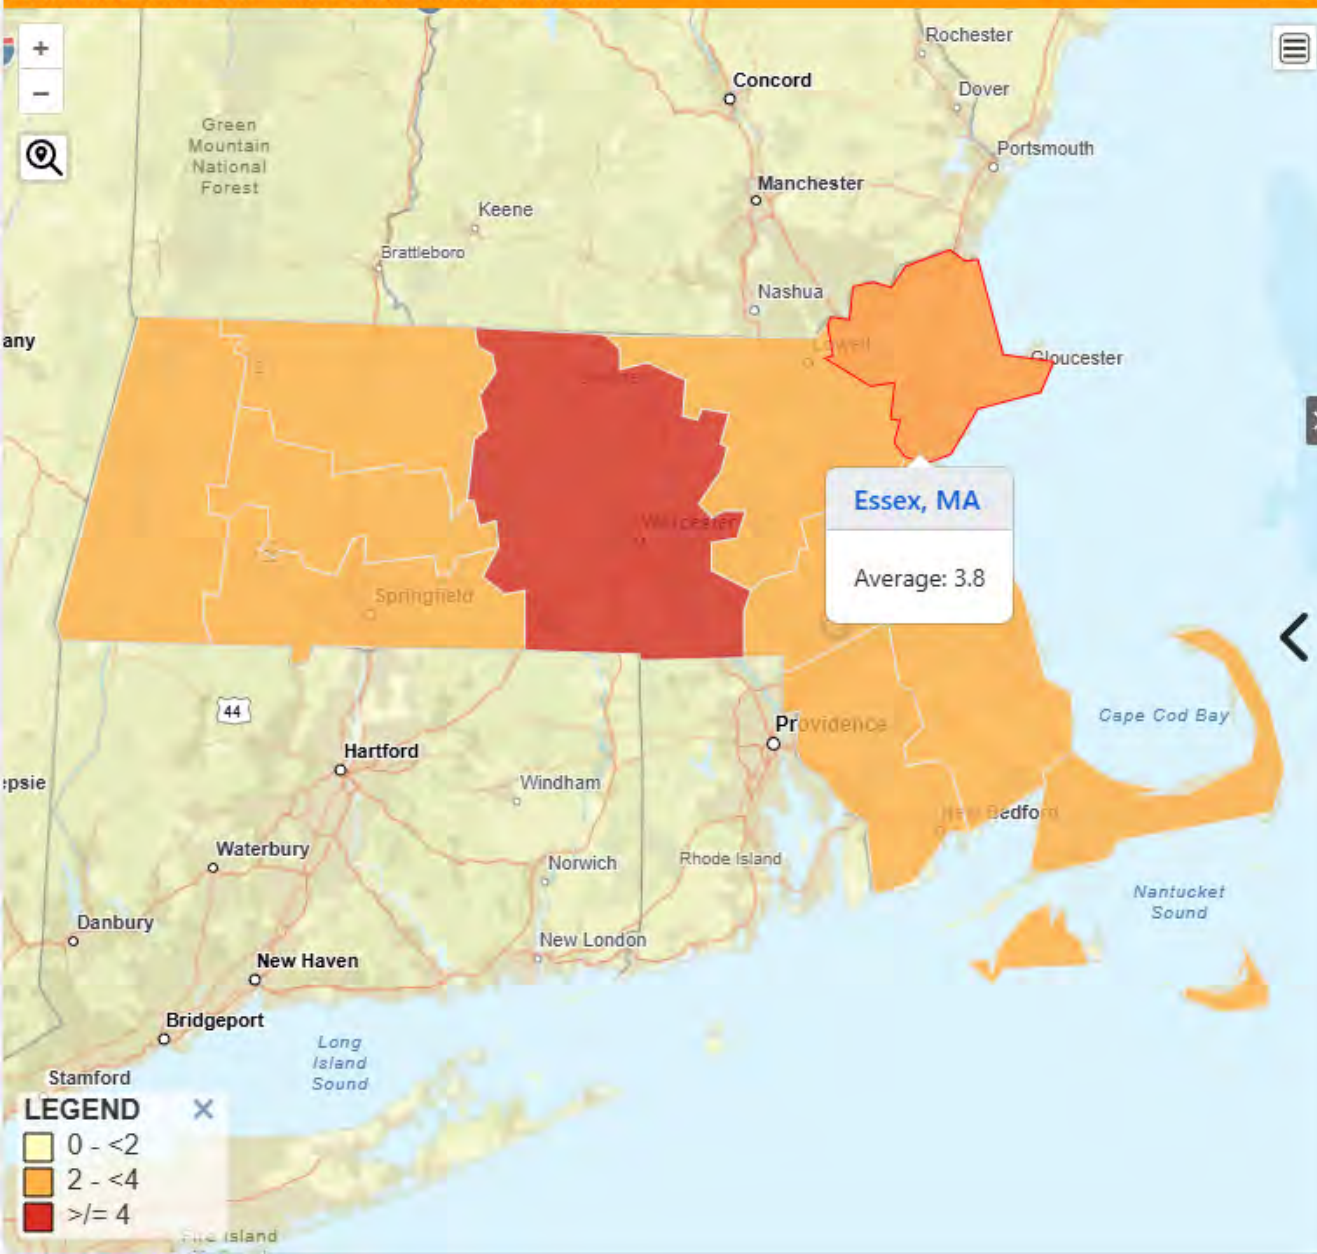 Rochester
Concord
Dover
Green
Mountain
National
Forest
Portsmouth
Manchester
Keene
Brattleboro
Nashua
any
Lowell
Gloucester
Essex, MA
Worcester
Average: 3.8
Springfield
44
Providence
Cape Cod Bay
Hartford
epsie
Windham
New Bedford
Waterbury
Norwich
Rhode Island
Nantucket
Sound
Danbury
New London
New Haven
Bridgeport
Long
Island
Sound
Stamford
LEGEND
0 - <2
2 - <4
>/= 4
Island